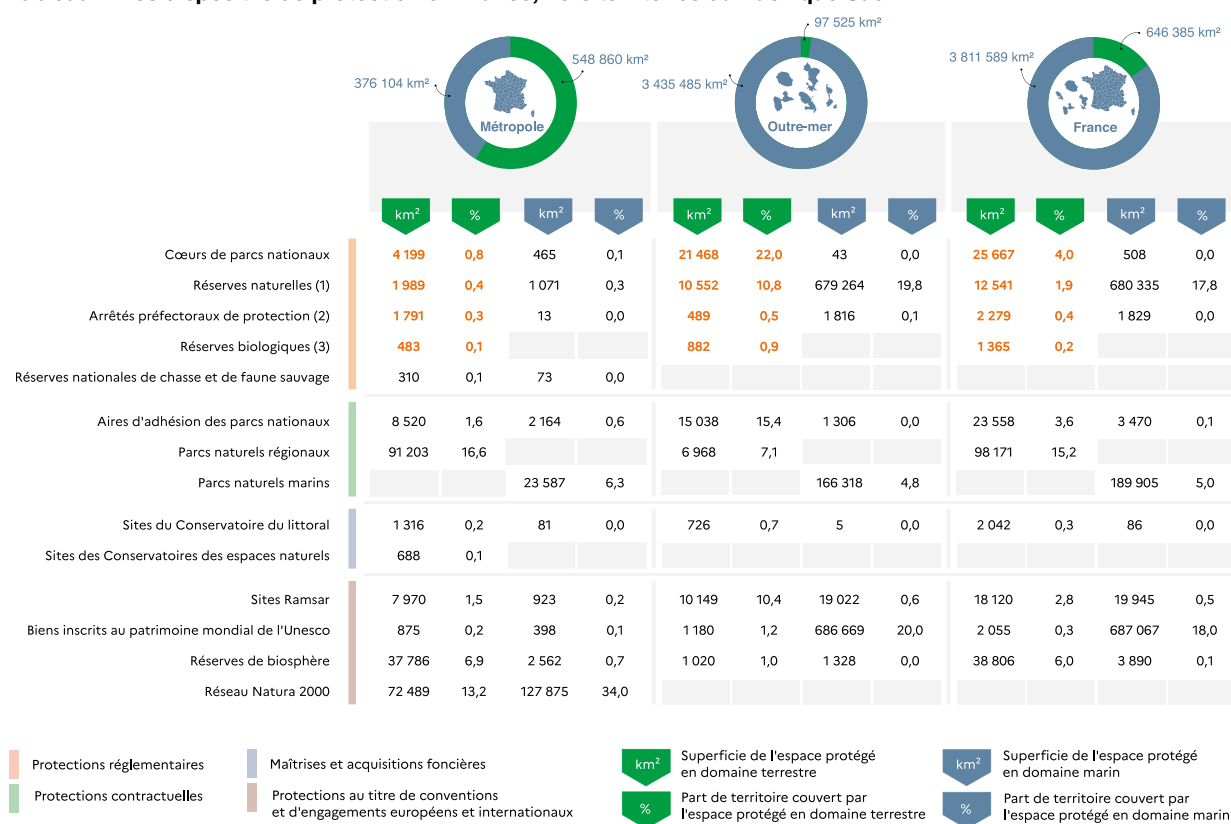 97 525 km²
646 385 km²
548 860 km²
3 811 589 km²
376 104 km²
3 435 485 km²
Métropole
Outre-mer
France
km² % km² % km² % km² % km² % km² %
Cœurs de parcs nationaux 4 199 0,8 465 0,1 21 468 22,0 43 0,0 25 667 4,0 508 0,0
Réserves naturelles (1) 1 989 0,4 1 071 0,3 10 552 10,8 679 264 19,8 12 541 1,9 680 335 17,8
Arrêtés préfectoraux de protection (2) 1 791 0,3 13 0,0 489 0,5 1 816 0,1 2 279 0,4 1 829 0,0
Réserves biologiques (3) 483 0,1 882 0,9 1 365 0,2
Réserves nationales de chasse et de faune sauvage 310 0,1 73 0,0
Aires d'adhésion des parcs nationaux 8 520 1,6 2 164 0,6 15 038 15,4 1 306 0,0 23 558 3,6 3 470 0,1
Parcs naturels régionaux 91 203 16,6 6 968 7,1 98 171 15,2
Parcs naturels marins 23 587 6,3 166 318 4,8 189 905 5,0
Sites du Conservatoire du littoral 1 316 0,2 81 0,0 726 0,7 5 0,0 2 042 0,3 86 0,0
Sites des Conservatoires des espaces naturels 688 0,1
Sites Ramsar 7 970 1,5 923 0,2 10 149 10,4 19 022 0,6 18 120 2,8 19 945 0,5
Biens inscrits au patrimoine mondial de l'Unesco 875 0,2 398 0,1 1 180 1,2 686 669 20,0 2 055 0,3 687 067 18,0
Réserves de biosphère 37 786 6,9 2 562 0,7 1 020 1,0 1 328 0,0 38 806 6,0 3 890 0,1
Réseau Natura 2000 72 489 13,2 127 875 34,0
Protections réglementaires
Protections contractuelles
Maîtrises et acquisitions foncières
Protections au titre de conventions
et d'engagements européens et internationaux
km² Superficie de l'espace protégé
en domaine terrestre
% Part de territoire couvert par
l'espace protégé en domaine terrestre
km² Superficie de l'espace protégé
en domaine marin
% Part de territoire couvert par
l'espace protégé en domaine marin